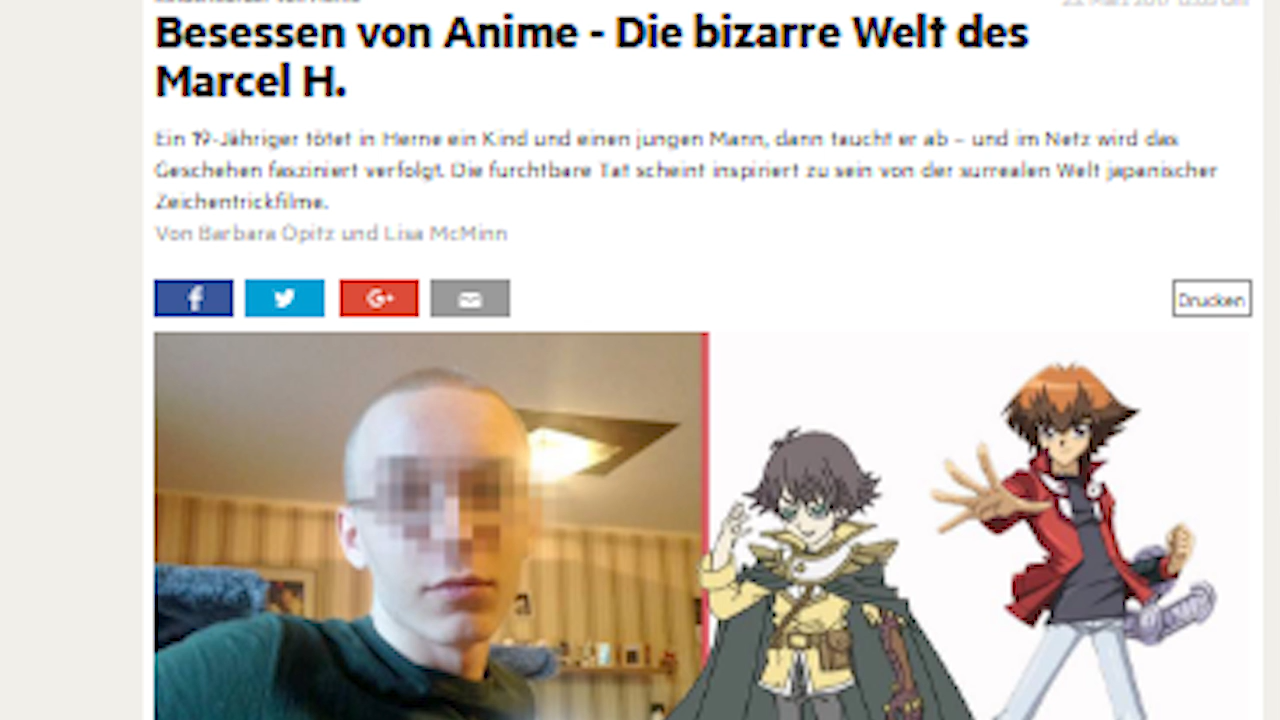 Besessen von Anime - Die bizarre Welt des
Marcel H.
Ein 19-Jähriger tötet in Herne ein Kind und einen jungen Mann, dann taucht er ab – und im Netz wird das
Geschehen fasziniert verfolgt. Die furchtbare Tat scheint inspiriert zu sein von der surrealen Welt japanischer
Zeichentrickfilme.
Von Barbara Opitz und Lisa McMinn
f G+ Drucken